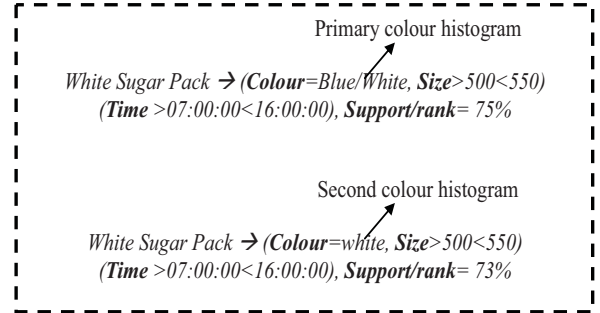 Primary colour histogram
White Sugar Pack → (Colour=Blue/White, Size>500<550)
(Time >07:00:00<16:00:00), Support/rank= 75%
Second colour histogram
White Sugar Pack → (Colour=white, Size>500<550)
(Time >07:00:00<16:00:00), Support/rank= 73%